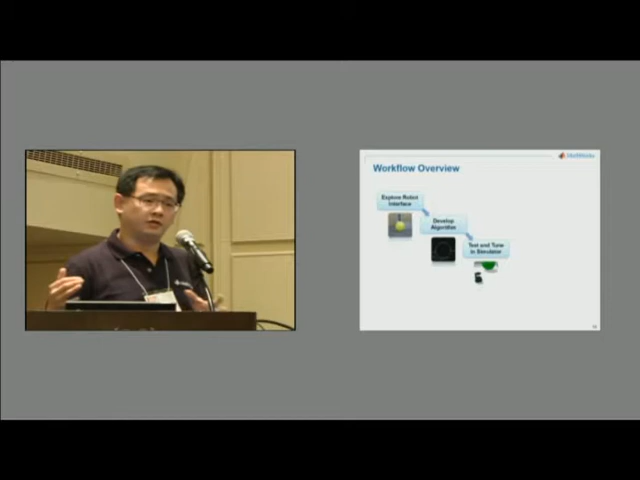 MathWorks
Workflow Overview
Explore Robot
Interface
Develop
Algorithm
Test and Tune
in Simulator